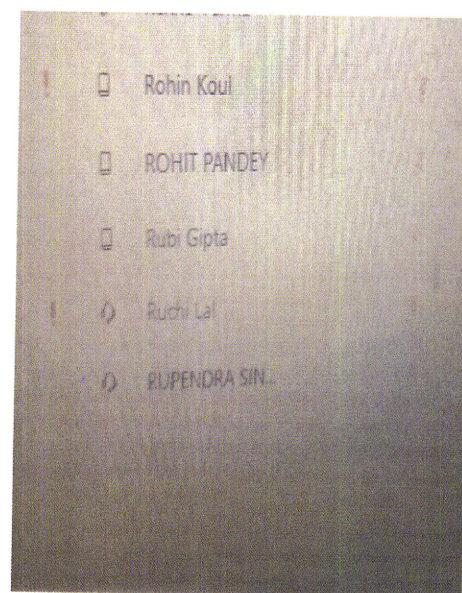 Rohin Koul
ROHIT PANDEY
Rubi Gipta
Ruchi Lal
RUPENDRA SIN...